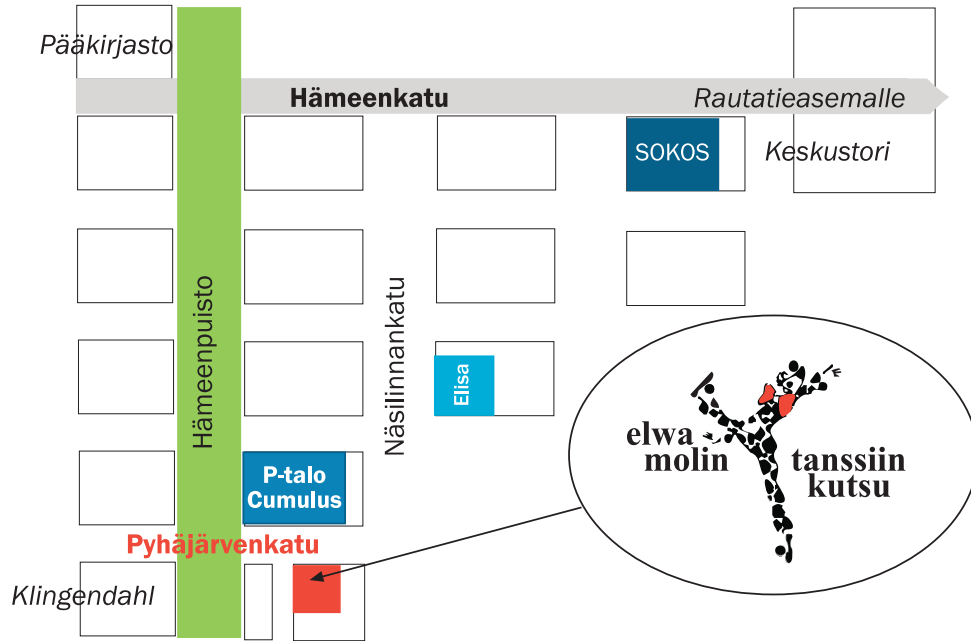 Pääkirjasto
Hämeenkatu
Rautatieasemalle
SOKOS
Keskustori
Hämeenpuisto
Näsilinnankatu
Elisa
elwa
molin
tanssiin
kutsu
P-talo
Cumulus
Pyhäjärvenkatu
Klingendahl